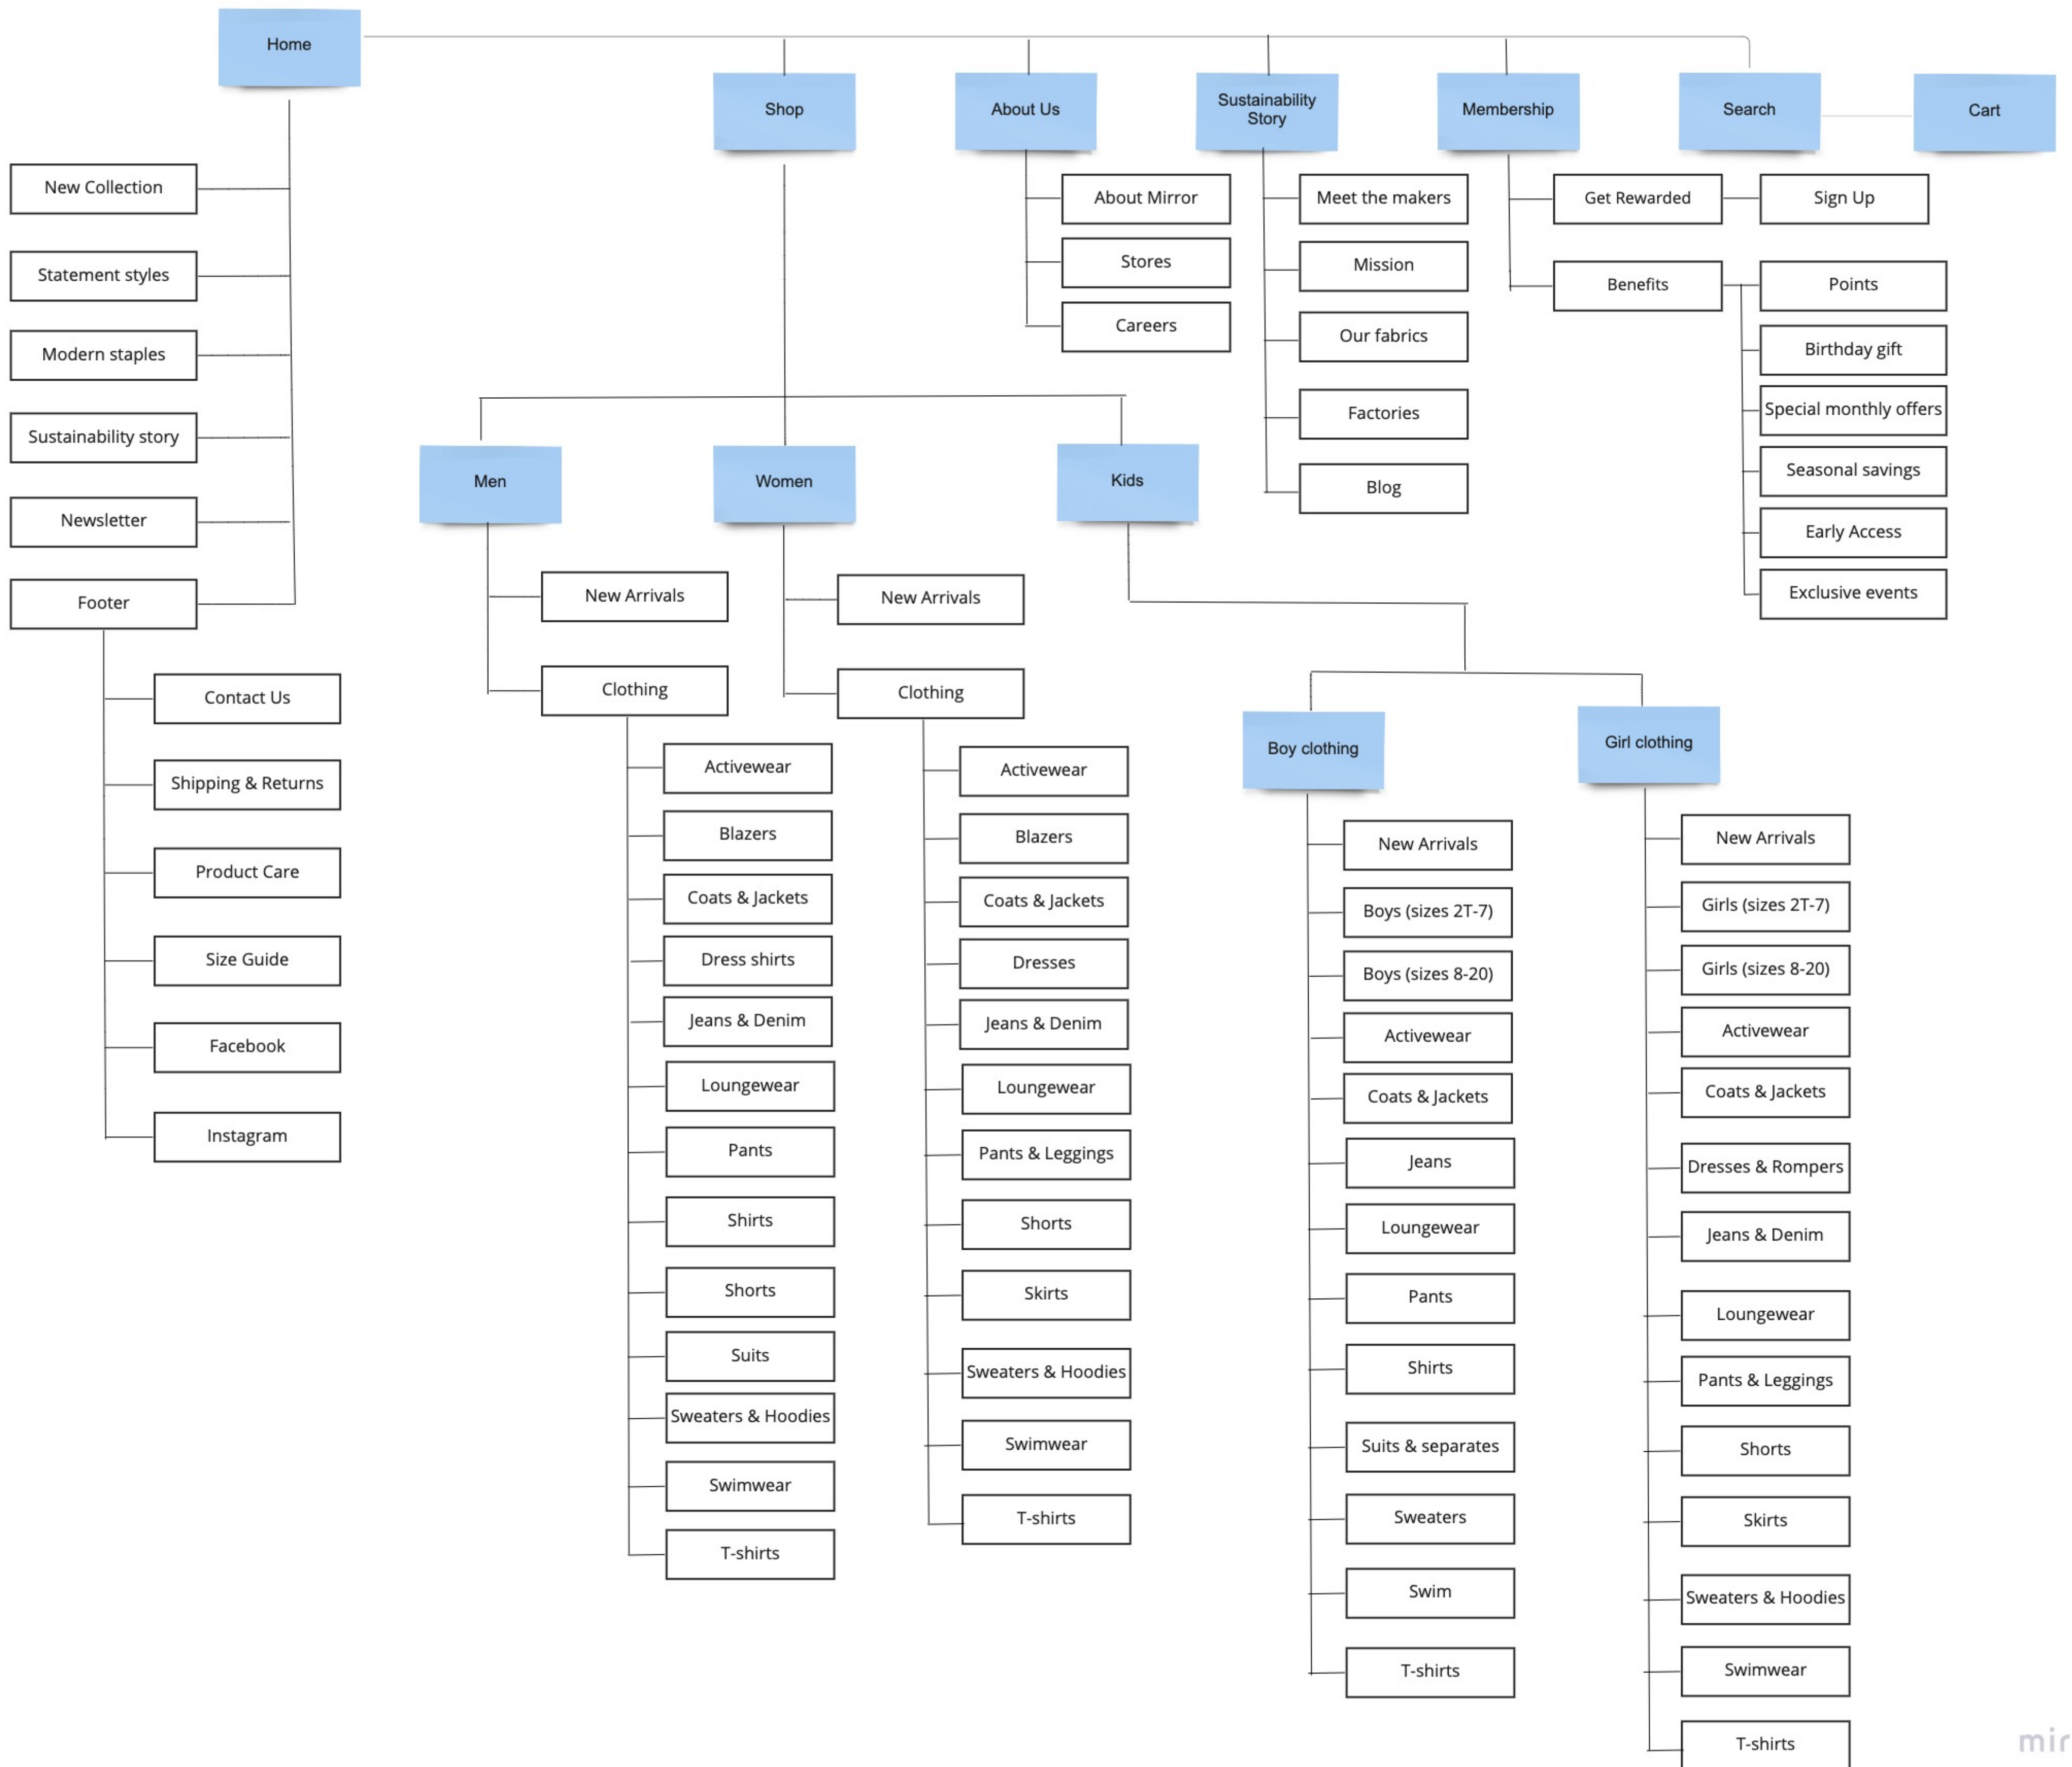 Home
Shop
About Us
Sustainability
Story
Membership
Search
Cart
New Collection
Statement styles
Modern staples
Sustainability story
Newsletter
Footer
Contact Us
Shipping & Returns
Product Care
Size Guide
Facebook
Instagram
Men
New Arrivals
Clothing
Activewear
Blazers
Coats & Jackets
Dress shirts
Jeans & Denim
Loungewear
Pants
Shirts
Shorts
Suits
Sweaters & Hoodies
Swimwear
T-shirts
Women
New Arrivals
Clothing
Activewear
Blazers
Coats & Jackets
Dresses
Jeans & Denim
Loungewear
Pants & Leggings
Shorts
Skirts
Sweaters & Hoodies
Swimwear
T-shirts
Kids
Boy clothing
New Arrivals
Boys (sizes 2T-7)
Boys (sizes 8-20)
Activewear
Coats & Jackets
Jeans
Loungewear
Pants
Shirts
Suits & separates
Sweaters
Swim
T-shirts
Girl clothing
New Arrivals
Girls (sizes 2T-7)
Girls (sizes 8-20)
Activewear
Coats & Jackets
Dresses & Rompers
Jeans & Denim
Loungewear
Pants & Leggings
Shorts
Skirts
Sweaters & Hoodies
Swimwear
T-shirts
About Mirror
Stores
Careers
Meet the makers
Mission
Our fabrics
Factories
Blog
Get Rewarded
Sign Up
Benefits
Points
Birthday gift
Special monthly offers
Seasonal savings
Early Access
Exclusive events
mir